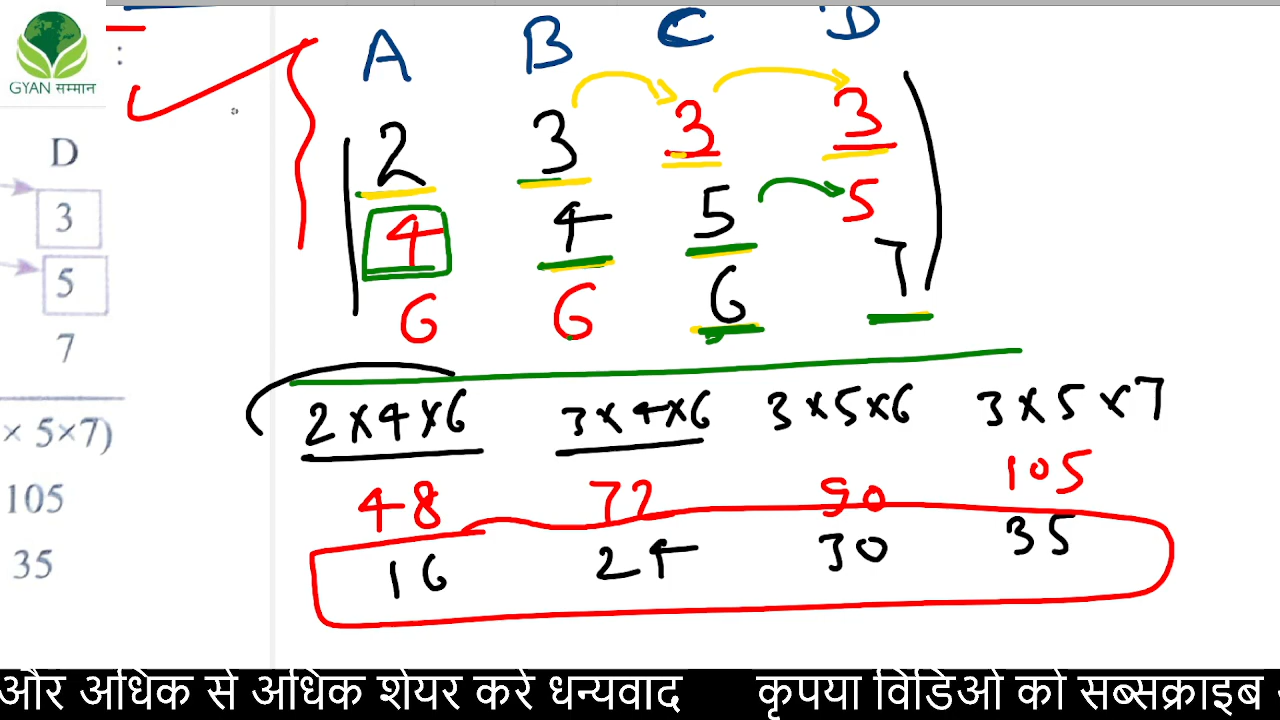 GYAN सम्मान
:
A B C D
D
2 3 3 3
3
4 4 5 5
5
6 6 6 7
7
2×4×6 3×4×6 3×5×6 3×5×7
× 5×7)
48 72 90 105
105
16 24 30 35
35
और अधिक से अधिक शेयर करे धन्यवाद कृपया विडिओ को सब्सक्राइब